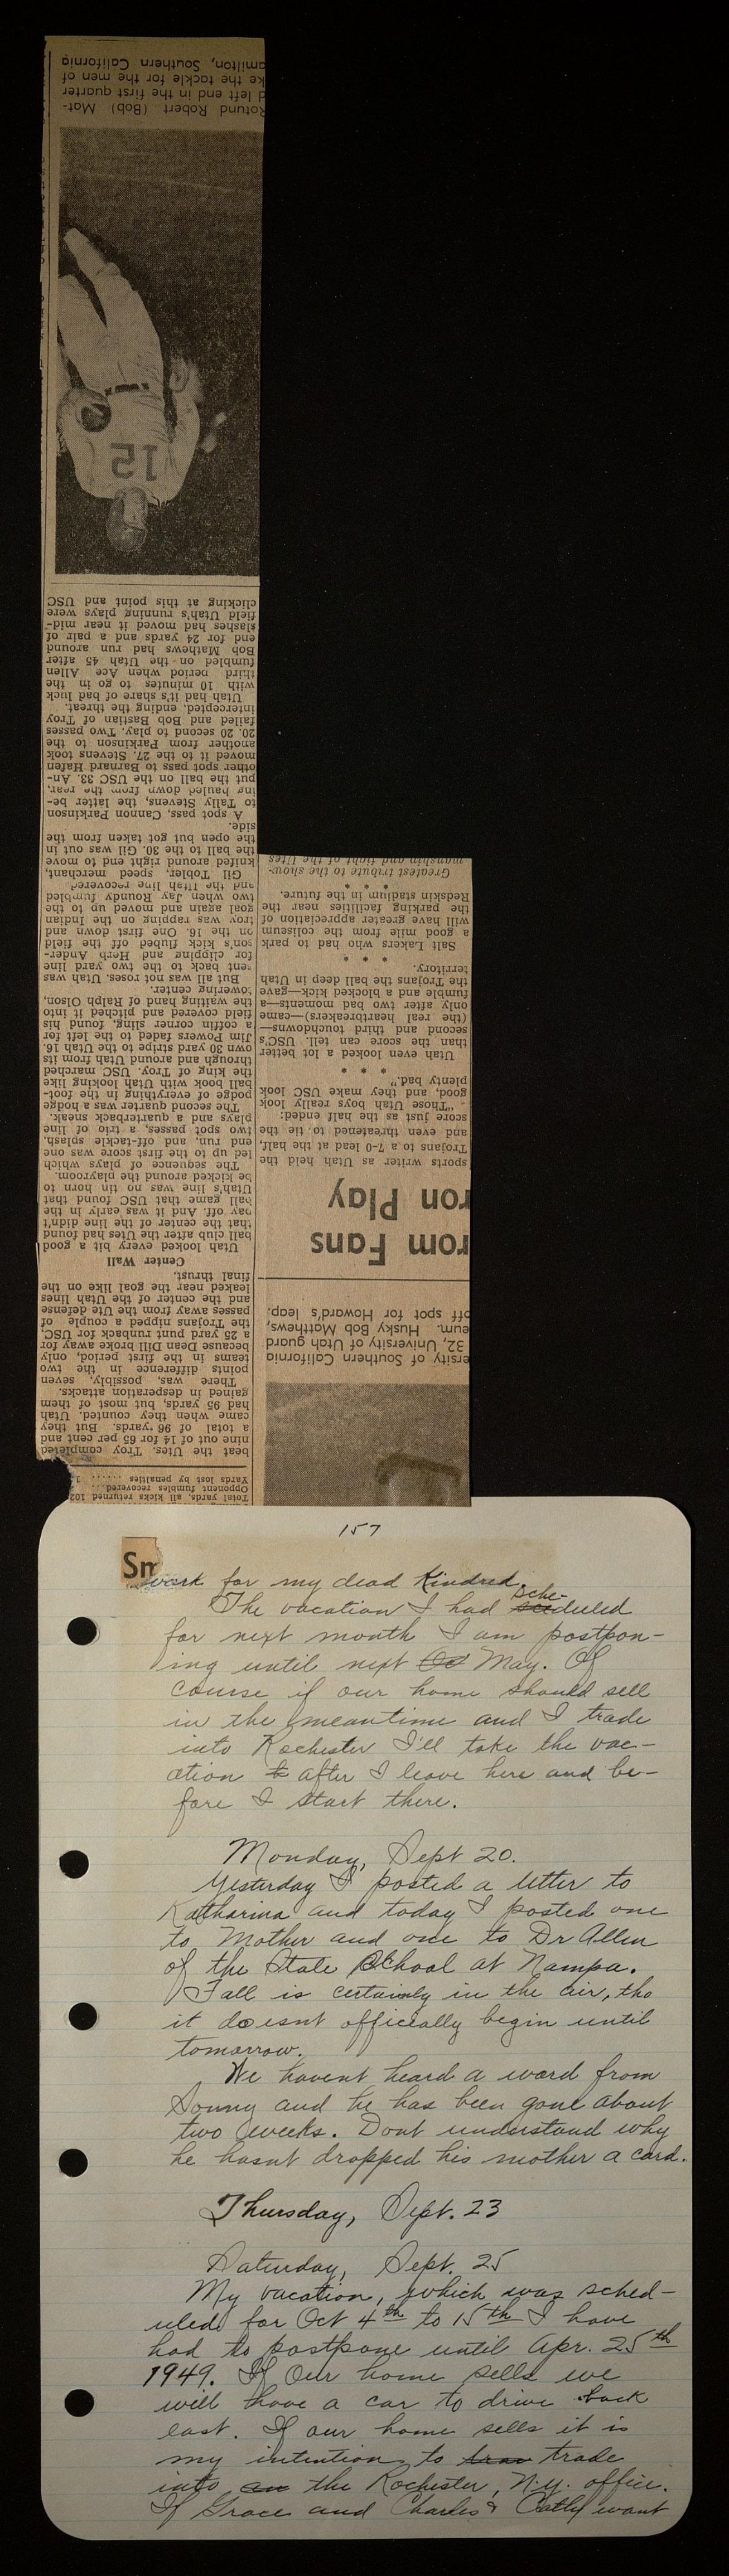 ersity of Southern California
32, University of Utah guard
eum. Husky Bob Matthews,
off spot for Howard's leap.
rom Fans
ron Play
sports writer as Utah held the
Trojans to a 7-0 lead at the half,
and even threatened to tie the
score just as the half ended:
"Those Utah boys really look
good, and they make USC look
plenty bad."
* * *
Utah even looked a lot better
than the score can tell. USC's
second and third touchdowns—
(the real heartbreakers)—came
only after two bad moments—a
fumble and a blocked kick—gave
the Trojans the ball deep in Utah
territory.
* * *
Salt Lakers who had to park
a good mile from the coliseum
will have greater appreciation of
the parking facilities near the
Redskin stadium in the future.
* * *
Greatest tribute to the show-
manship and fight of the Utes
Total yards, all kicks returned 102
Opponent fumbles recovered
Yards lost by penalties
beat the Utes. Troy completed
nine out of 14 for 65 per cent and
a total of 96 yards. But they
came when they counted. Utah
had 95 yards, but most of them
gained in desperation attacks.
There was, possibly, seven
points difference in the two
teams in the first period, only
because Dean Dill broke away for
a 25 yard punt runback for USC,
the Trojans nipped a couple of
passes away from the Ute defense
and the center of the Utah lines
leaked near the goal like on the
final thrust.
Center Wall
Utah looked every bit a good
ball club after the Utes had found
that the center of the line didn't
pay off. And it was early in the
ball game that USC found that
Utah's line was no tin horn to
be kicked around the playroom.
The sequence of plays which
led up to the first score was one
end run, and off-tackle splash,
two spot passes, a trio of line
plays and a quarterback sneak.
The second quarter was a hodge
podge of everything in the foot-
ball book with Utah looking like
the king of Troy. USC marched
through and around Utah from its
own 30 yard stripe to the Utah 16.
Jim Powers faded to the left for
a coffin corner sling, found his
field covered and pitched it into
the waiting hand of Ralph Olson,
towering center.
But all was not roses. Utah was
sent back to the two yard line
for clipping and Herb Ander-
son's kick flubed off the field
on the 16. One first down and
Troy was rapping on the Indian
goal again and moved up to the
two when Jay Roundy fumbled
and the Utah line recovered.
Gil Tobler, speed merchant,
knifed around right end to move
the ball to the 30. Gil was out in
the open but got taken from the
side.
A spot pass, Cannon Parkinson
to Tally Stevens, the latter be-
ing hauled down from the rear,
put the ball on the USC 33. An-
other spot pass to Barnard Hafen
moved it to the 27. Stevens took
another from Parkinson to the
20. 20 second to play. Two passes
failed and Bob Bastian of Troy
intercepted, ending the threat.
Utah had it's share of bad luck
with 10 minutes to go in the
third period when Ace Allen
fumbled on the Utah 45 after
Bob Mathews had run around
end for 24 yards and a pair of
slashes had moved it near mid-
field Utah's running plays were
clicking at this point and USC
12
Rotund Robert (Bob) Mat-
d left end in the first quarter
ke the tackle for the men of
amilton, Southern California
157
Sm
work for my dead Kindred.
The vacation I had scheduled
for next month I am postpon-
ing until next Oc May. Of
course if our home should sell
in the meantime and I trade
into Rochester I'll take the vac-
ation after I leave here and be-
fore I start there.
Monday, Sept 20.
Yesterday I posted a letter to
Katharina and today I posted one
to Mother and one to Dr Allen
of the State School at Nampa.
Fall is certainly in the air, tho
it doesnt officially begin until
tomorrow.
We havent heard a word from
Sonny and he has been gone about
two weeks. Dont understand why
he hasnt dropped his mother a card.
Thursday, Sept. 23
Saturday, Sept. 25
My vacation, which was sched-
uled for Oct 4th to 15th I have
had to postpone until Apr. 25th
1949. If Our home sells we
will have a car to drive back
east. If our home sells it is
my intention to trade
into the Rochester, N.Y. office.
If Grace and Charles & Cathy want